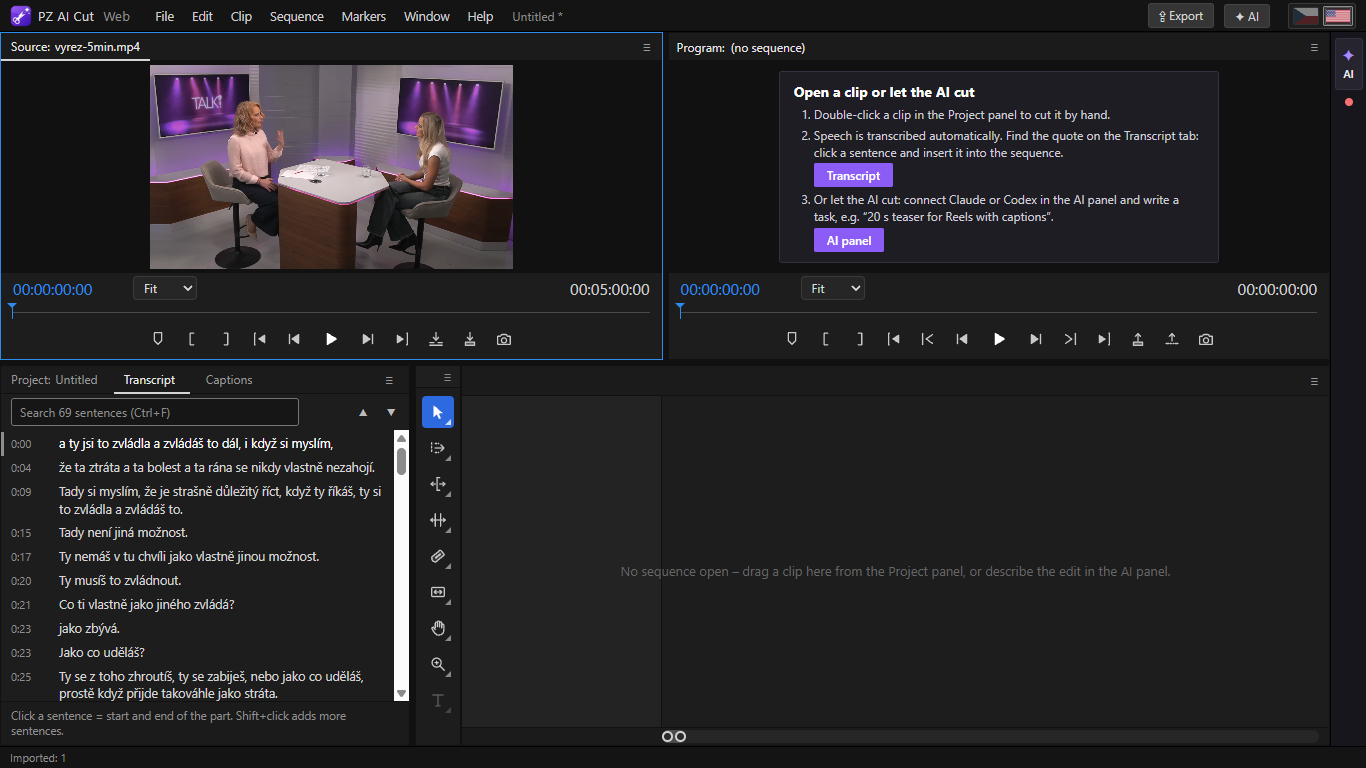 PZ AI Cut Web File Edit Clip Sequence Markers Window Help Untitled * Export AI
Source: vyrez-5min.mp4
TALK?
00:00:00:00 Fit 00:05:00:00
Program: (no sequence)
Open a clip or let the AI cut
1. Double-click a clip in the Project panel to cut it by hand.
2. Speech is transcribed automatically. Find the quote on the Transcript tab:
click a sentence and insert it into the sequence.
Transcript
3. Or let the AI cut: connect Claude or Codex in the AI panel and write a
task, e.g. “20 s teaser for Reels with captions”.
AI panel
00:00:00:00 Fit 00:00:00:00
AI
Project: Untitled Transcript Captions
Search 69 sentences (Ctrl+F)
0:00 a ty jsi to zvládla a zvládáš to dál, i když si myslím,
0:04 že ta ztráta a ta bolest a ta rána se nikdy vlastně nezahojí.
0:09 Tady si myslím, že je strašně důležitý říct, když ty říkáš, ty si
to zvládla a zvládáš to.
0:15 Tady není jiná možnost.
0:17 Ty nemáš v tu chvíli jako vlastně jinou možnost.
0:20 Ty musíš to zvládnout.
0:21 Co ti vlastně jako jiného zvládá?
0:23 jako zbývá.
0:23 Jako co uděláš?
0:25 Ty se z toho zhroutíš, ty se zabiješ, nebo jako co uděláš,
prostě když přijde takováhle jako stráta.
Click a sentence = start and end of the part. Shift+click adds more
sentences.
No sequence open – drag a clip here from the Project panel, or describe the edit in the AI panel.
Imported: 1